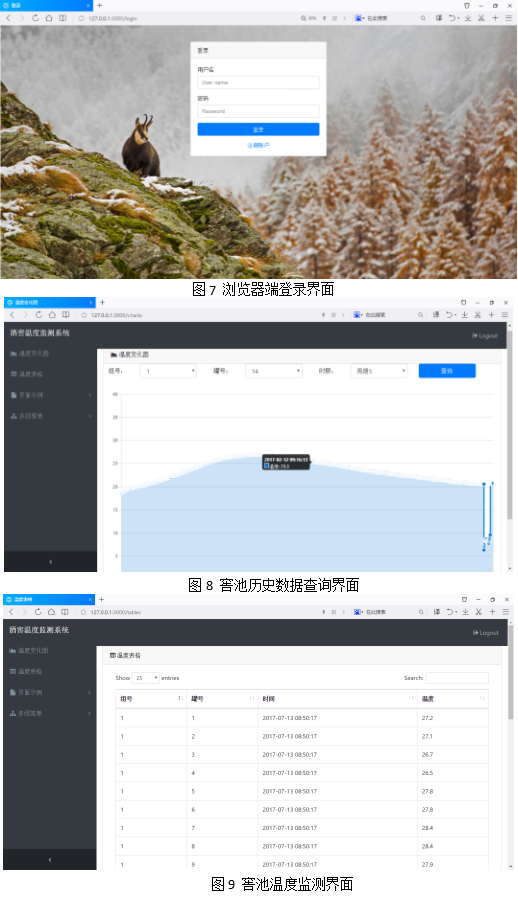 登录
127.0.0.1:3000/login
在此搜索
登录
用户名
User name
密码
Password
登录
注册账户
图 7 浏览器端登录界面
温度变化图
127.0.0.1:3000/charts
在此搜索
酒窖温度监测系统
Logout
温度变化图
温度表格
页面示例
多级菜单
温度变化图
组号:
1
罐号:
14
时期:
周期5
查询
40
35
30
25
20
15
10
5
2017-02-12 09:36:33
温度: 25.5
图 8 窖池历史数据查询界面
温度表格
127.0.0.1:3000/tables
在此搜索
酒窖温度监测系统
Logout
温度变化图
温度表格
页面示例
多级菜单
温度表格
Show 25 entries
Search:
组号 罐号 时间 温度
1 1 2017-07-13 08:50:17 27.2
1 2 2017-07-13 08:50:17 27.1
1 3 2017-07-13 08:50:17 26.7
1 4 2017-07-13 08:50:17 26.5
1 5 2017-07-13 08:50:17 27.8
1 6 2017-07-13 08:50:17 27.8
1 7 2017-07-13 08:50:17 28.4
1 8 2017-07-13 08:50:17 28.4
1 9 2017-07-13 08:50:17 27.9
图 9 窖池温度监测界面